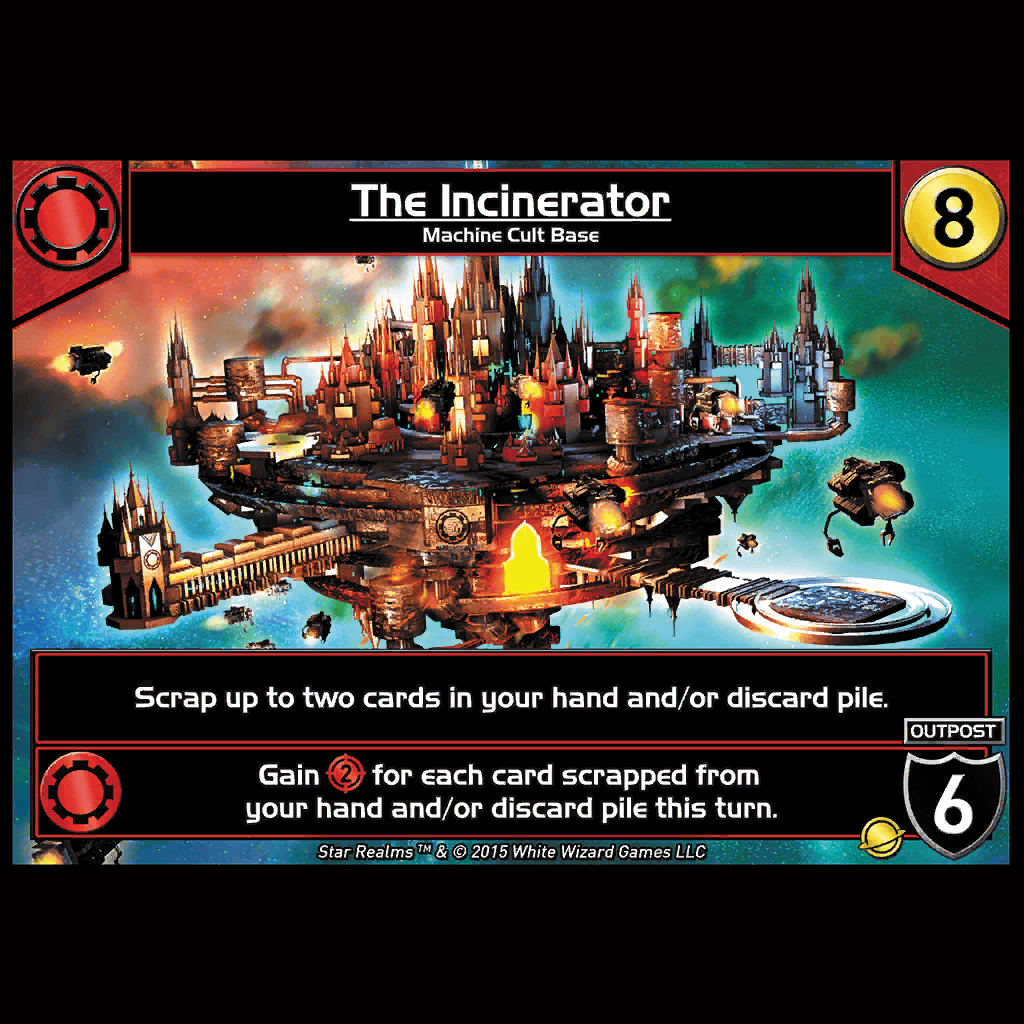 The Incinerator
Machine Cult Base
8
Scrap up to two cards in your hand and/or discard pile.
OUTPOST
Gain 2 for each card scrapped from
your hand and/or discard pile this turn.
6
Star Realms™ & © 2015 White Wizard Games LLC